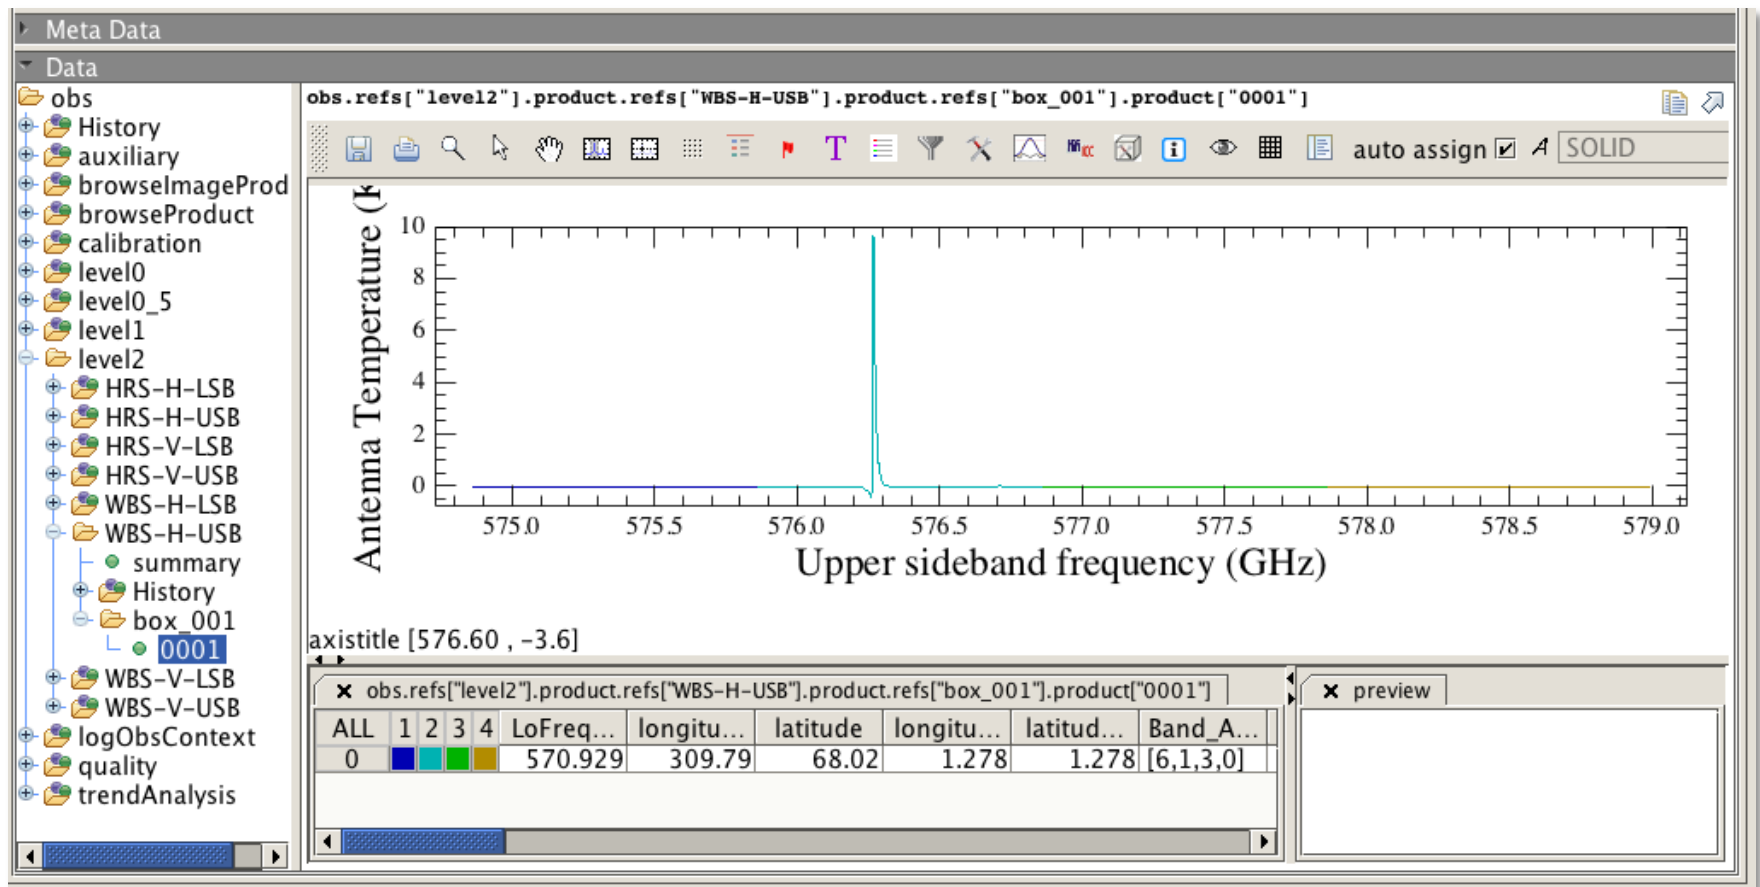 Meta Data
Data
obs
History
auxiliary
browseImageProd
browseProduct
calibration
level0
level0_5
level1
level2
HRS-H-LSB
HRS-H-USB
HRS-V-LSB
HRS-V-USB
WBS-H-LSB
WBS-H-USB
summary
History
box_001
0001
WBS-V-LSB
WBS-V-USB
logObsContext
quality
trendAnalysis
obs.refs["level2"].product.refs["WBS-H-USB"].product.refs["box_001"].product["0001"]
T i auto assign A SOLID
Antenna Temperature (K
10
8
6
4
2
0
575.0 575.5 576.0 576.5 577.0 577.5 578.0 578.5 579.0
Upper sideband frequency (GHz)
axistitle [576.60 , -3.6]
obs.refs["level2"].product.refs["WBS-H-USB"].product.refs["box_001"].product["0001"]
ALL 1 2 3 4 LoFreq... longitu... latitude longitu... latitud... Band_A...
0 570.929 309.79 68.02 1.278 1.278 [6,1,3,0]
preview